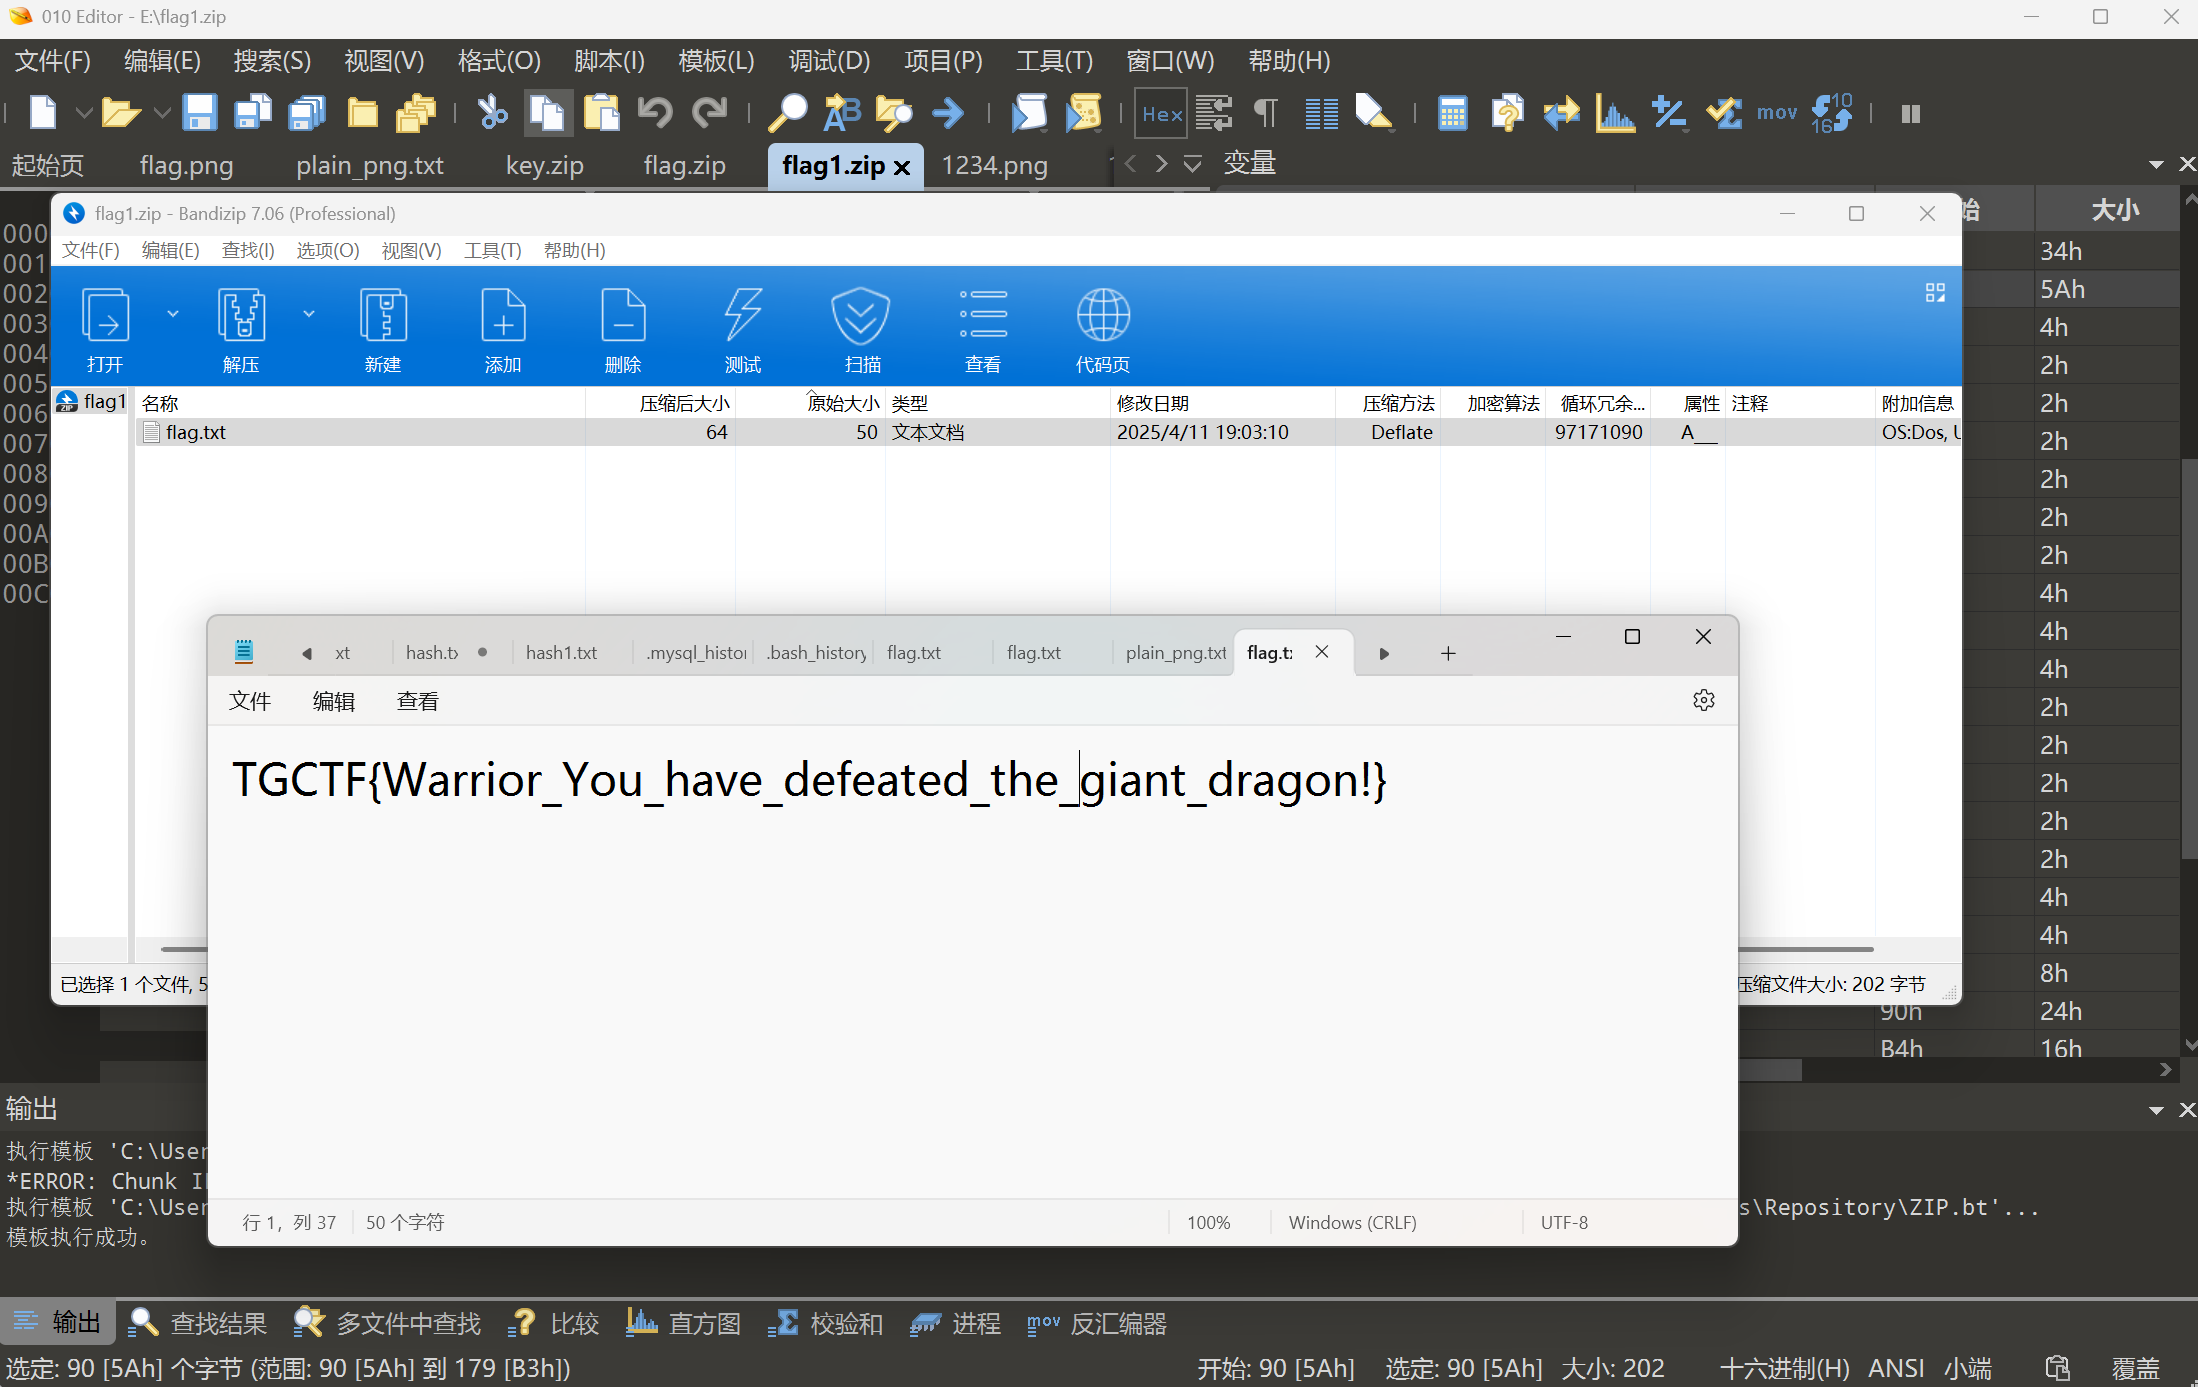 010 Editor - E:\flag1.zip
文件(F) 编辑(E) 搜索(S) 视图(V) 格式(O) 脚本(I) 模板(L) 调试(D) 项目(P) 工具(T) 窗口(W) 帮助(H)
Hex mov
起始页 flag.png plain_png.txt key.zip flag.zip flag1.zip 1234.png 变量
flag1.zip - Bandizip 7.06 (Professional)
文件(F) 编辑(E) 查找(I) 选项(O) 视图(V) 工具(T) 帮助(H)
打开 解压 新建 添加 删除 测试 扫描 查看 代码页
flag1 名称 压缩后大小 原始大小 类型 修改日期 压缩方法 加密算法 循环冗余... 属性 注释 附加信息
flag.txt 64 50 文本文档 2025/4/11 19:03:10 Deflate 97171090 A__ OS:Dos,
大小
34h
5Ah
4h
2h
2h
2h
2h
2h
2h
4h
4h
4h
2h
2h
2h
2h
2h
4h
4h
8h
90h 24h
B4h 16h
000
001
002
003
004
005
006
007
008
009
00A
00B
00C
已选择 1 个文件, 5
压缩文件大小: 202 字节
xt hash.tx hash1.txt .mysql_histor .bash_history flag.txt flag.txt plain_png.txt flag.tx
文件 编辑 查看
TGCTF{Warrior_You_have_defeated_the_giant_dragon!}
行 1，列 37 50 个字符 100% Windows (CRLF) UTF-8
输出
执行模板 'C:\User
*ERROR: Chunk I
执行模板 'C:\User s\Repository\ZIP.bt'...
模板执行成功。
输出 查找结果 多文件中查找 比较 直方图 校验和 进程 mov 反汇编器
选定: 90 [5Ah] 个字节 (范围: 90 [5Ah] 到 179 [B3h]) 开始: 90 [5Ah] 选定: 90 [5Ah] 大小: 202 十六进制(H) ANSI 小端 覆盖